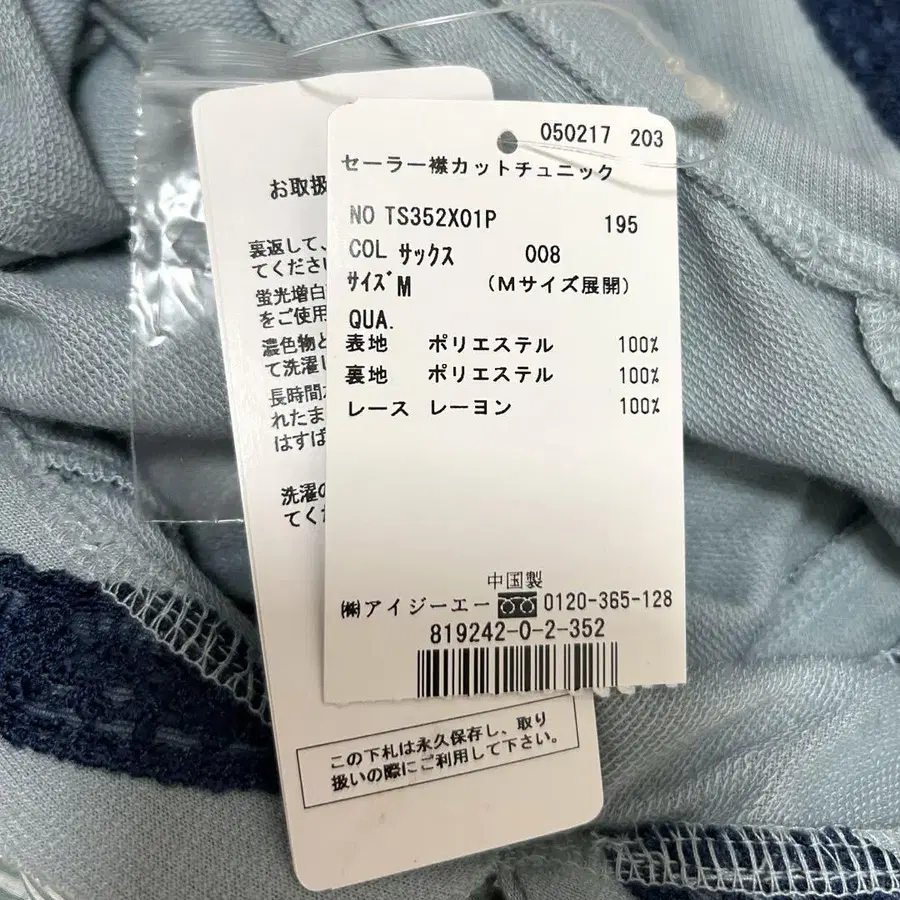 050217 203
セーラー襟カットチュニック
NO TS352X01P 195
COL サックス 008
サイズ M (Mサイズ展開)
QUA.
表地 ポリエステル 100%
裏地 ポリエステル 100%
レース レーヨン 100%
中国製
㈱アイジーエー 0120-365-128
819242-0-2-352
お取扱
裏返して、
てくださ
蛍光増白
をご使用
濃色物と
て洗濯し
長時間
れたま
はすば
洗濯の
てく
この下札は永久保存し、取り
扱いの際にご利用して下さい。